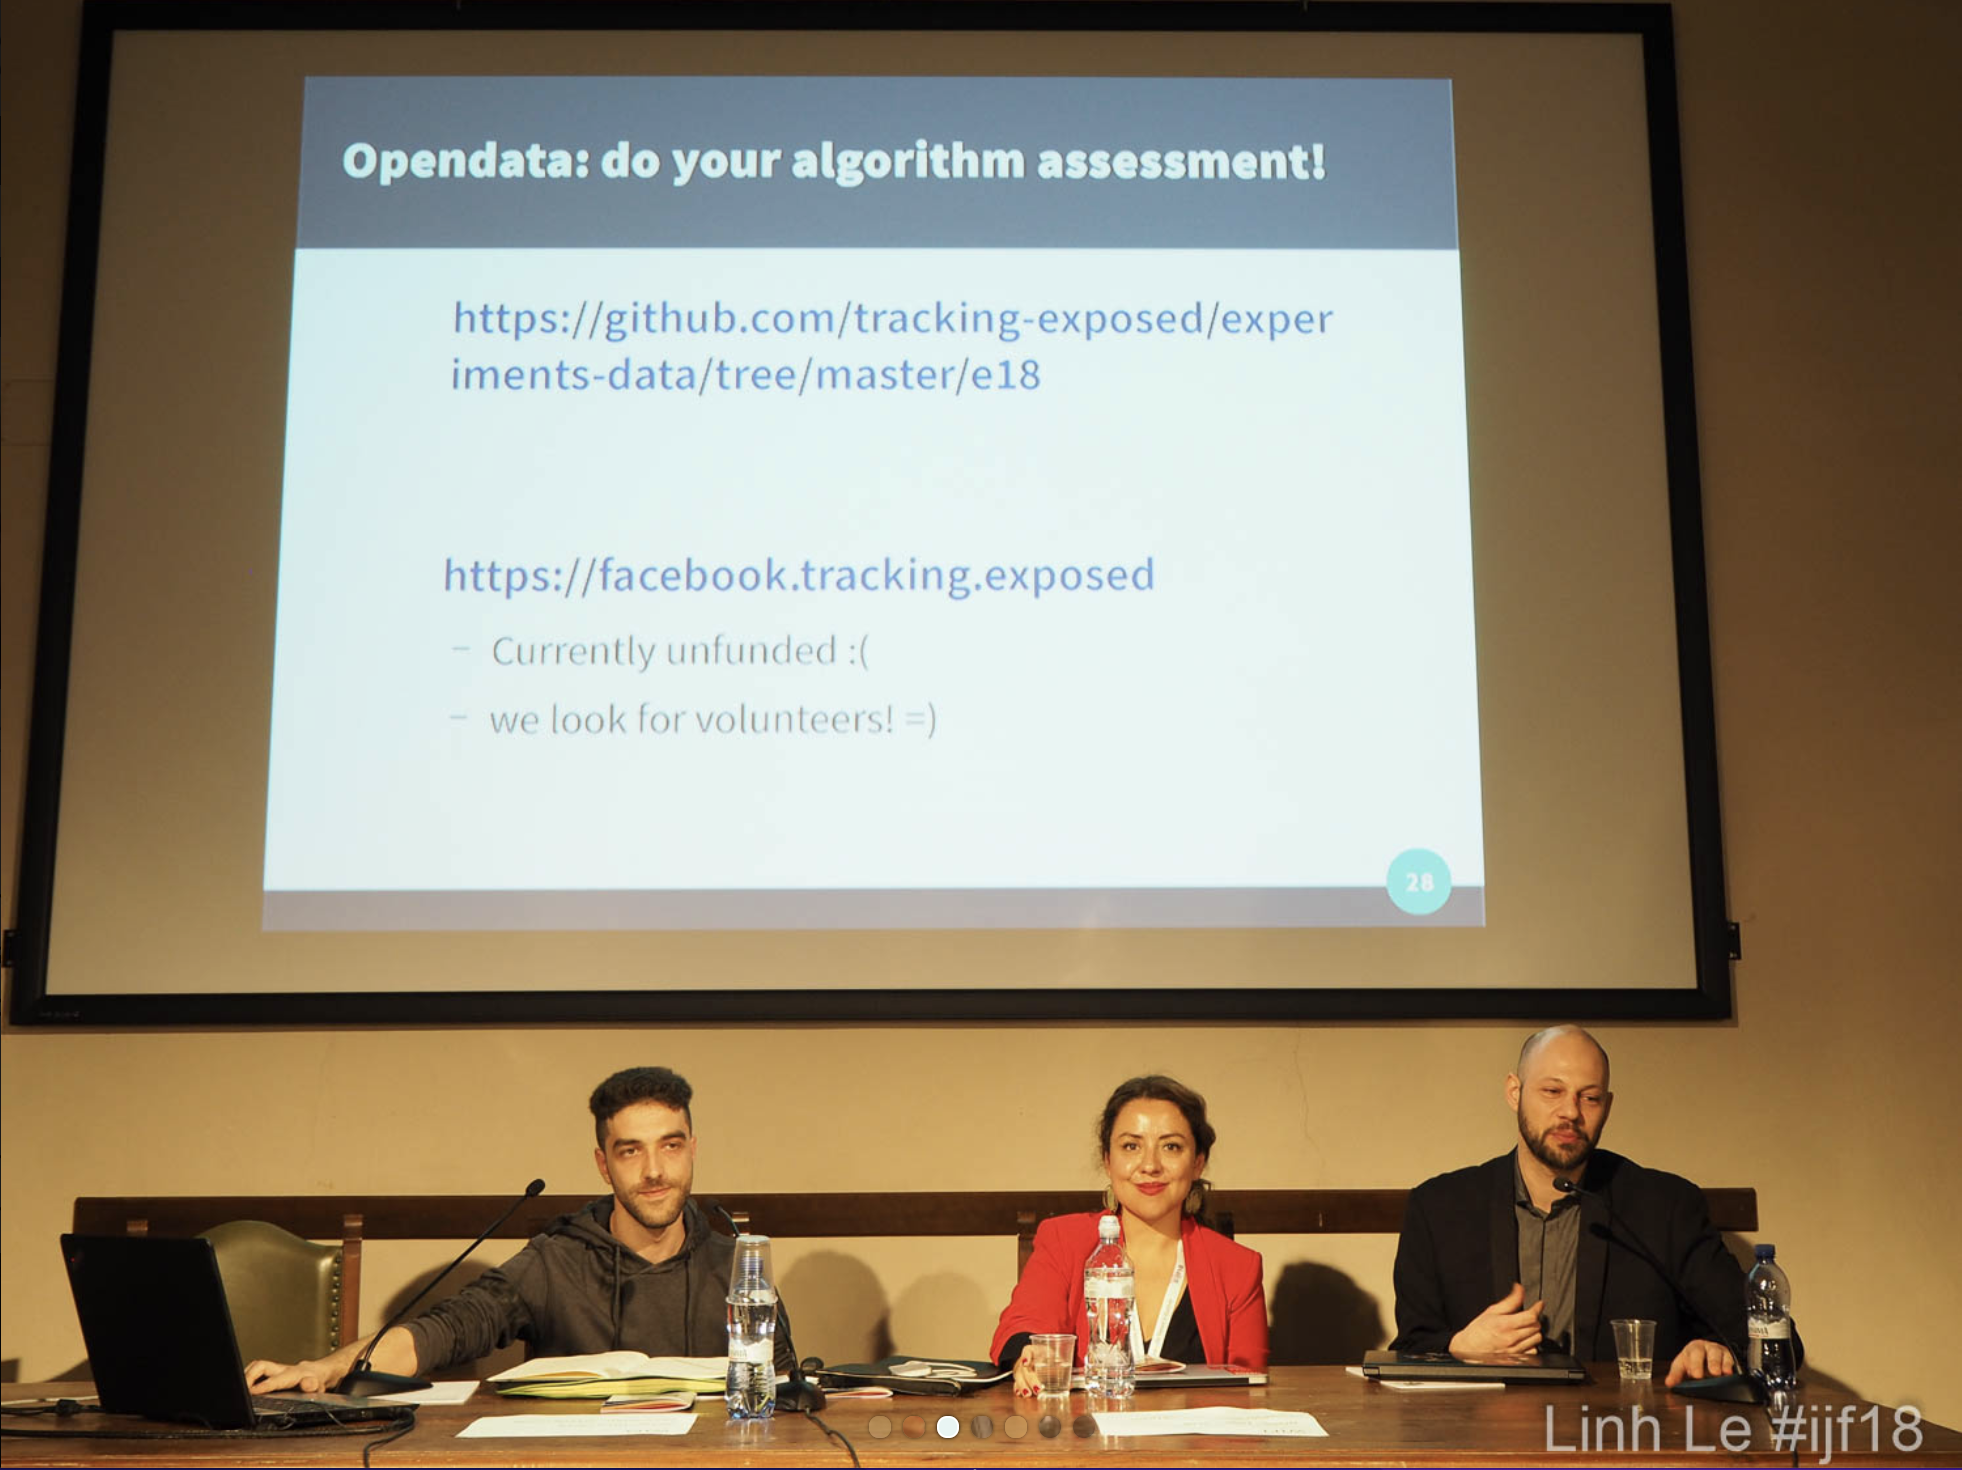 Opendata: do your algorithm assessment!
https://github.com/tracking-exposed/exper
iments-data/tree/master/e18
https://facebook.tracking.exposed
– Currently unfunded :(
– we look for volunteers! =)
28
Linh Le #ijf18